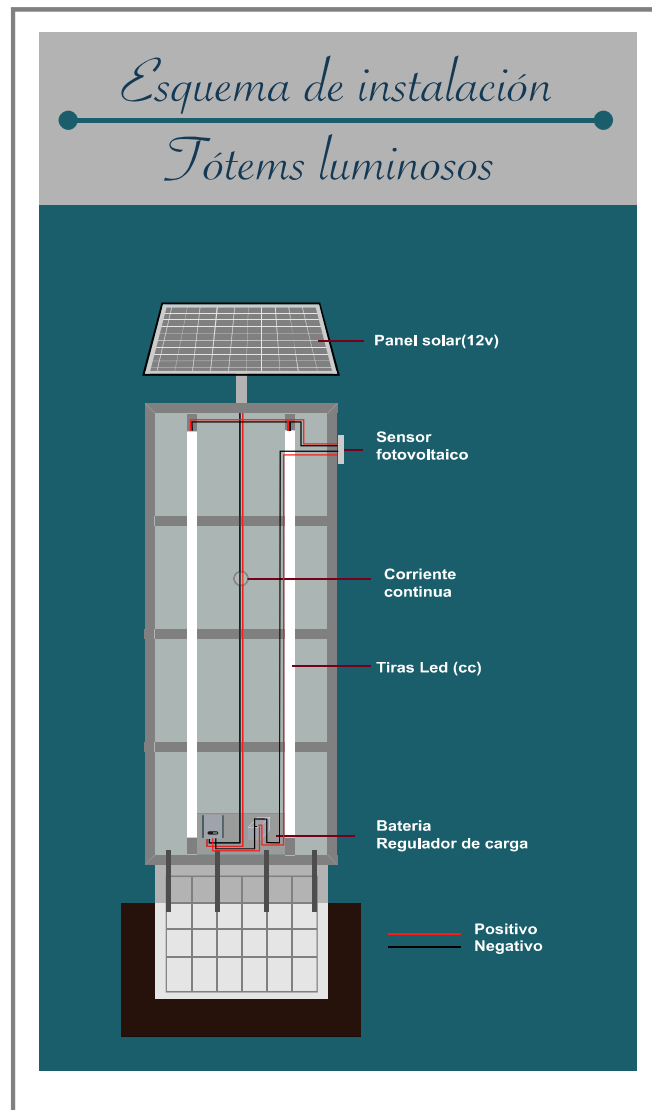 Esquema de instalación
Tótems luminosos
Panel solar(12v)
Sensor
fotovoltaico
Corriente
continua
Tiras Led (cc)
Bateria
Regulador de carga
Positivo
Negativo